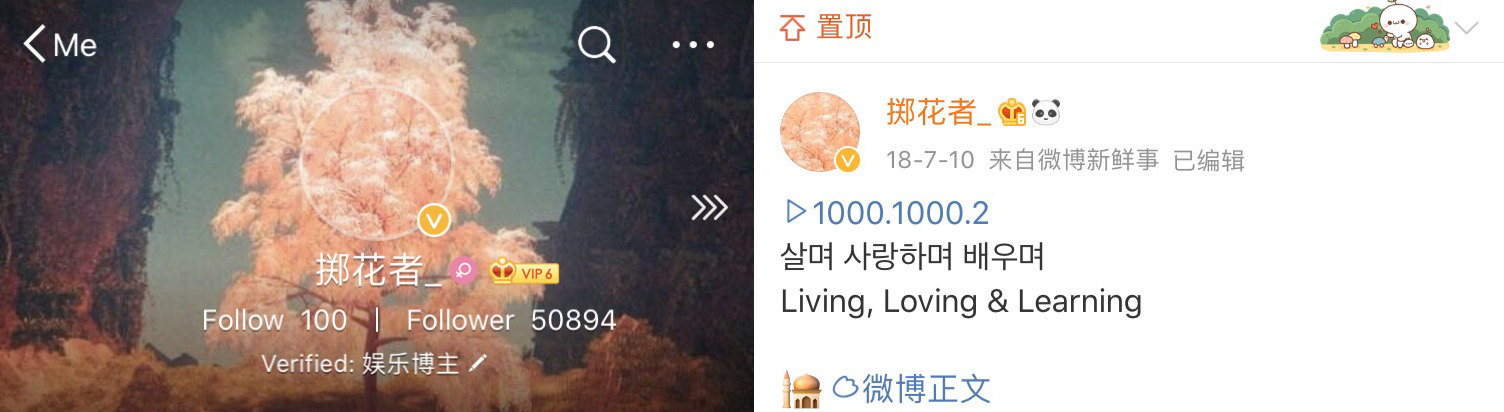 Me
掷花者_ VIP 6
Follow 100 | Follower 50894
Verified: 娱乐博主
置顶
掷花者_
18-7-10 来自微博新鲜事 已编辑
1000.1000.2
살며 사랑하며 배우며
Living, Loving & Learning
微博正文